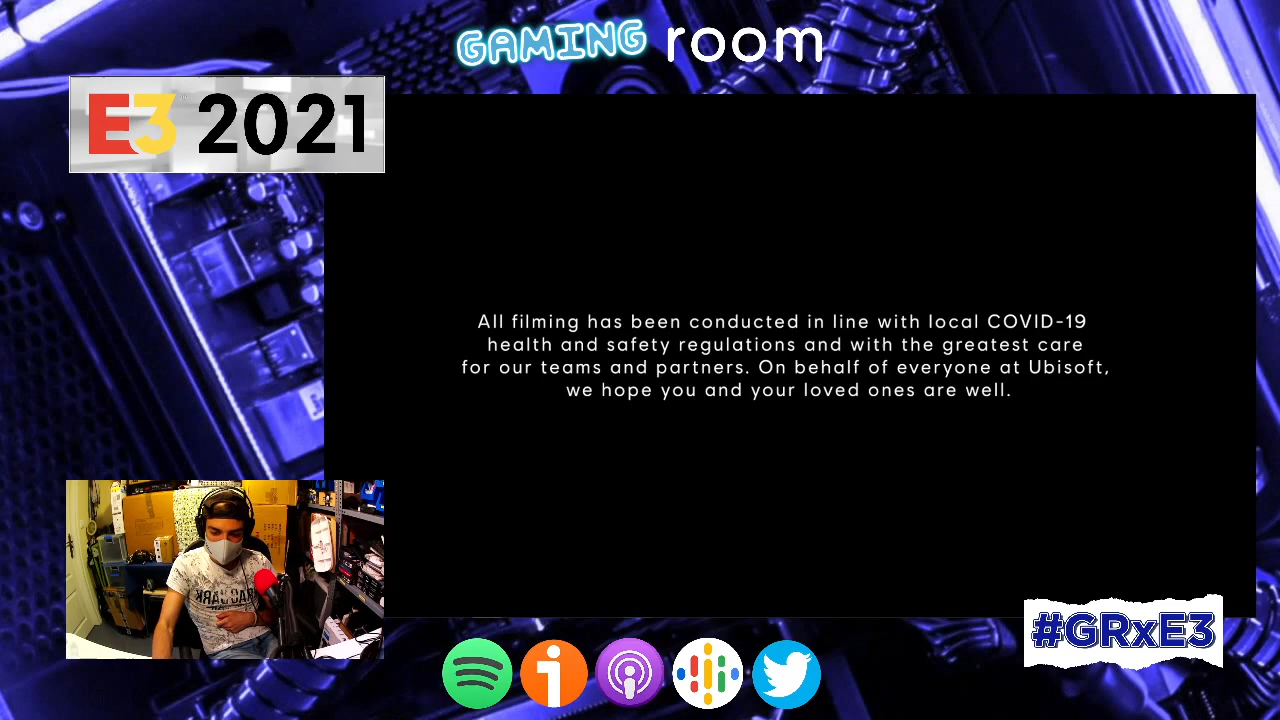 GAMING room
E3 2021
All filming has been conducted in line with local COVID-19
health and safety regulations and with the greatest care
for our teams and partners. On behalf of everyone at Ubisoft,
we hope you and your loved ones are well.
#GRxE3